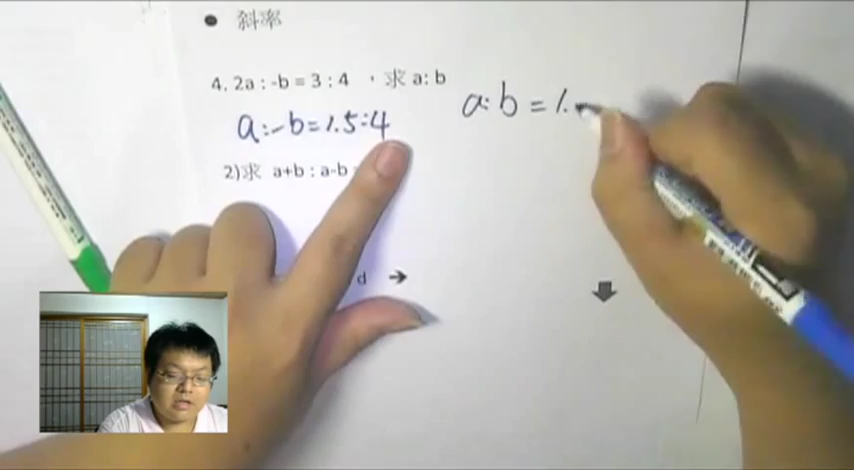 ● 斜率
4. 2a : -b = 3 : 4 ，求 a: b
a:-b=1.5:4
a:b=1.
2)求 a+b : a-b
d →